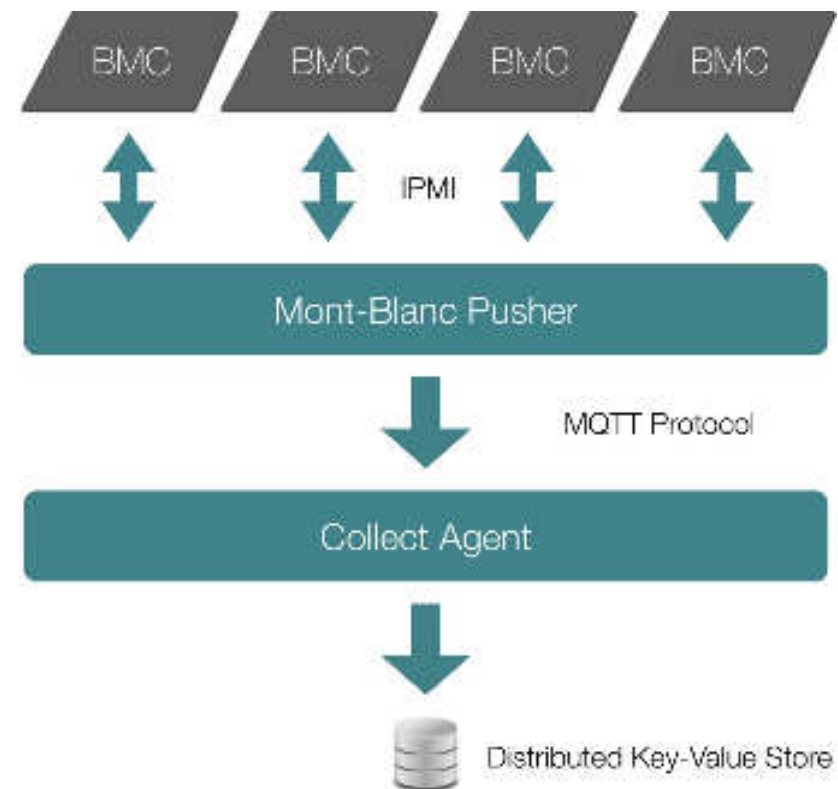 BMC BMC BMC BMC
IPMI
Mont-Blanc Pusher
MQTT Protocol
Collect Agent
Distributed Key-Value Store